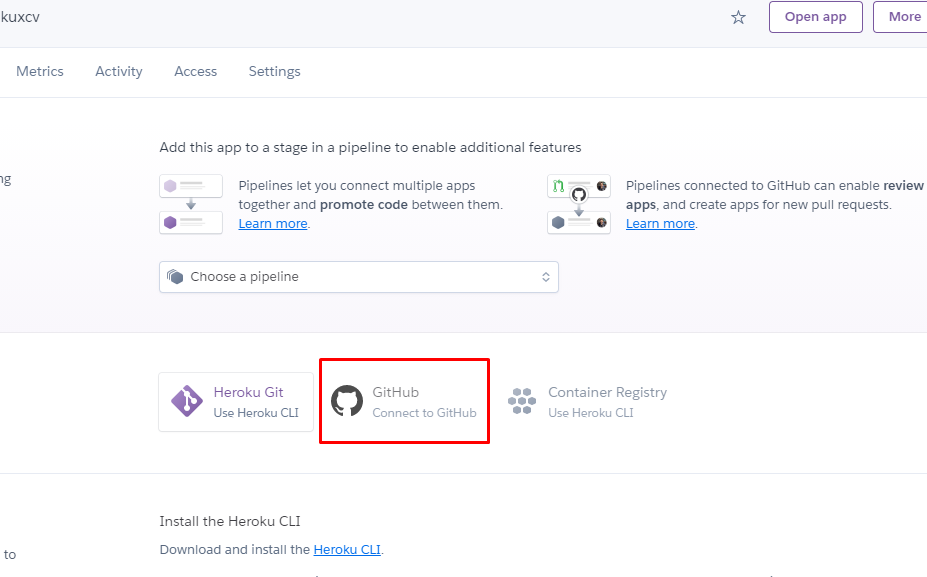 kuxcv
Open app
More
Metrics
Activity
Access
Settings
Add this app to a stage in a pipeline to enable additional features
ng
Pipelines let you connect multiple apps
together and promote code between them.
Learn more.
Pipelines connected to GitHub can enable review
apps, and create apps for new pull requests.
Learn more.
Choose a pipeline
Heroku Git
Use Heroku CLI
GitHub
Connect to GitHub
Container Registry
Use Heroku CLI
Install the Heroku CLI
Download and install the Heroku CLI.
to